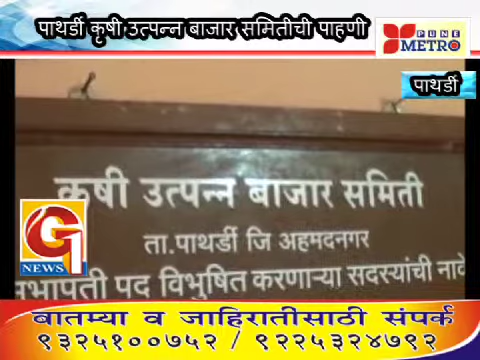 पाथर्डी कृषी उत्पन्न बाजार समितीची पाहणी
PUNE
METRO
पाथर्डी
कृषी उत्पन्न बाजार समिती
ता.पाथर्डी जि अहमदनगर
सभापती पद विभुषित करणाऱ्या सदस्यांची नावे
G
NEWS
बातम्या व जाहिरातीसाठी संपर्क
९३२५१००७५२ / ९२२५३२४७९२